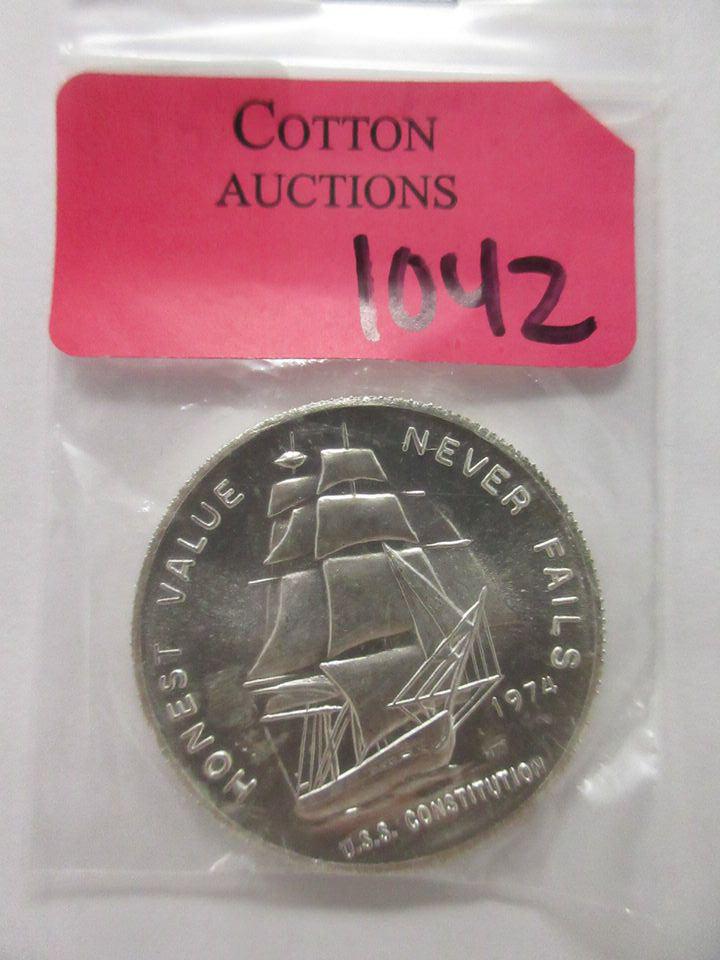 COTTON
AUCTIONS
1042
HONEST VALUE NEVER FAILS
1974
U.S.S. CONSTITUTION